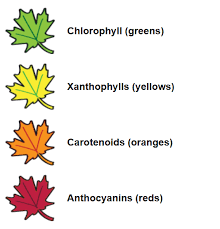 Chlorophyll (greens)
Xanthophylls (yellows)
Carotenoids (oranges)
Anthocyanins (reds)